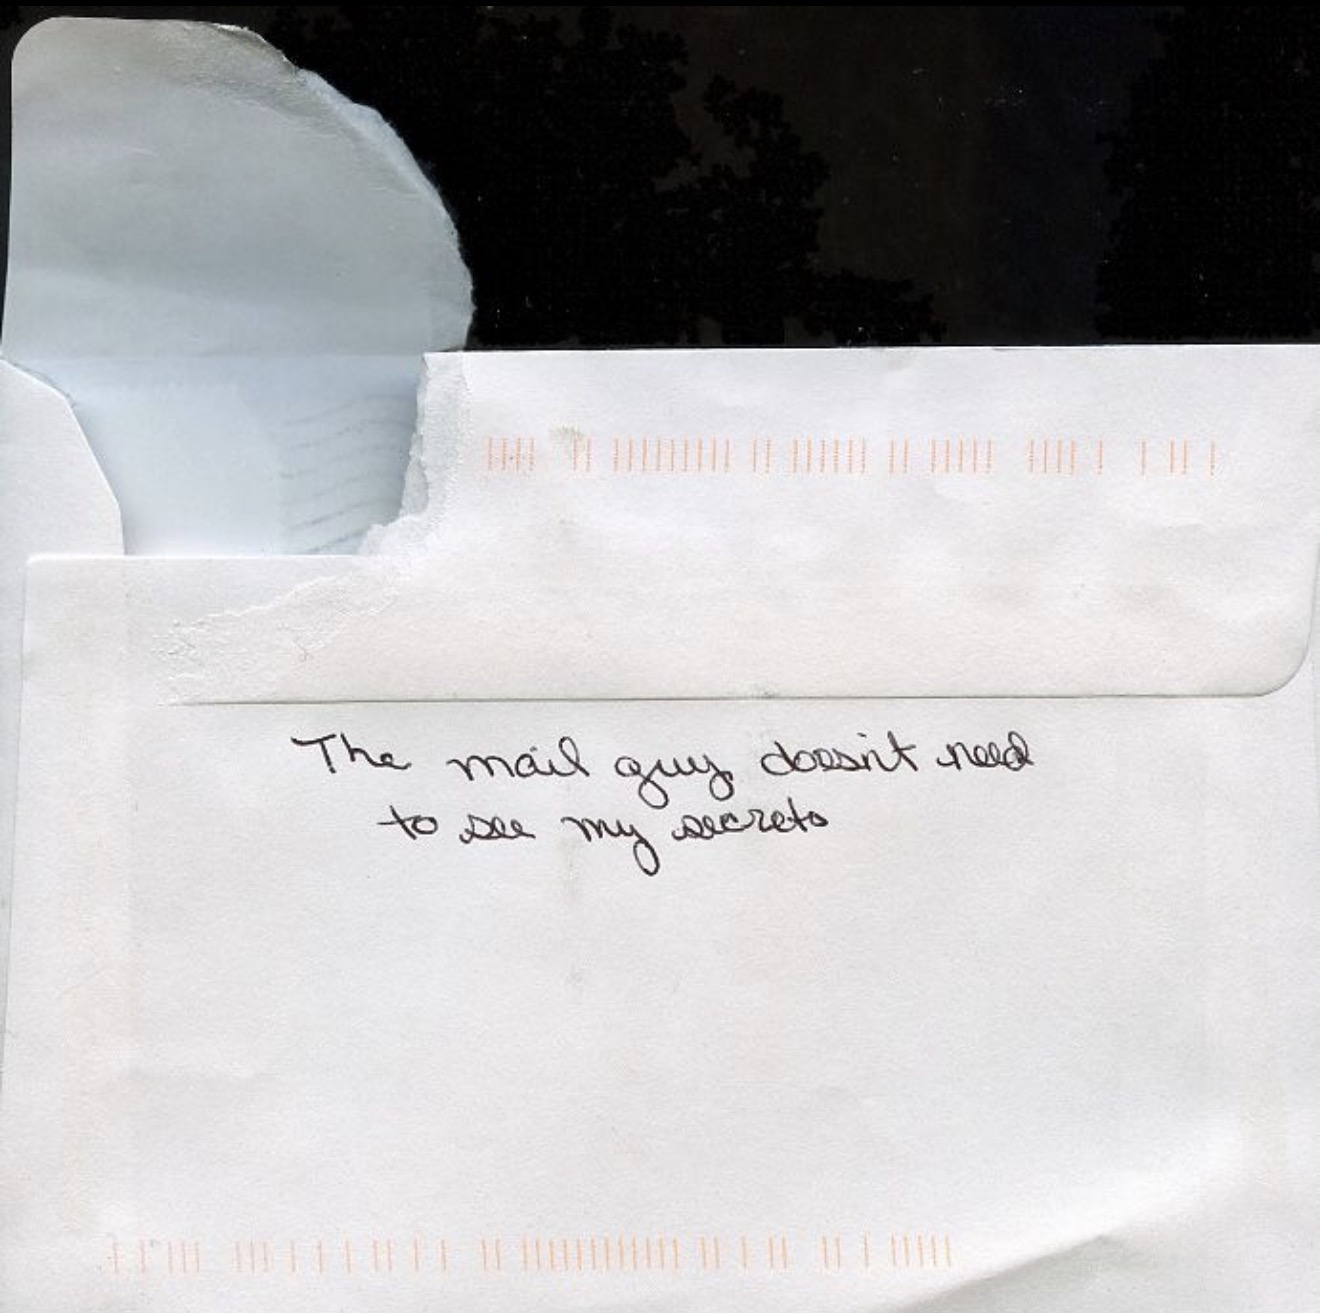 The mail guy doesn't need
to see my secrets